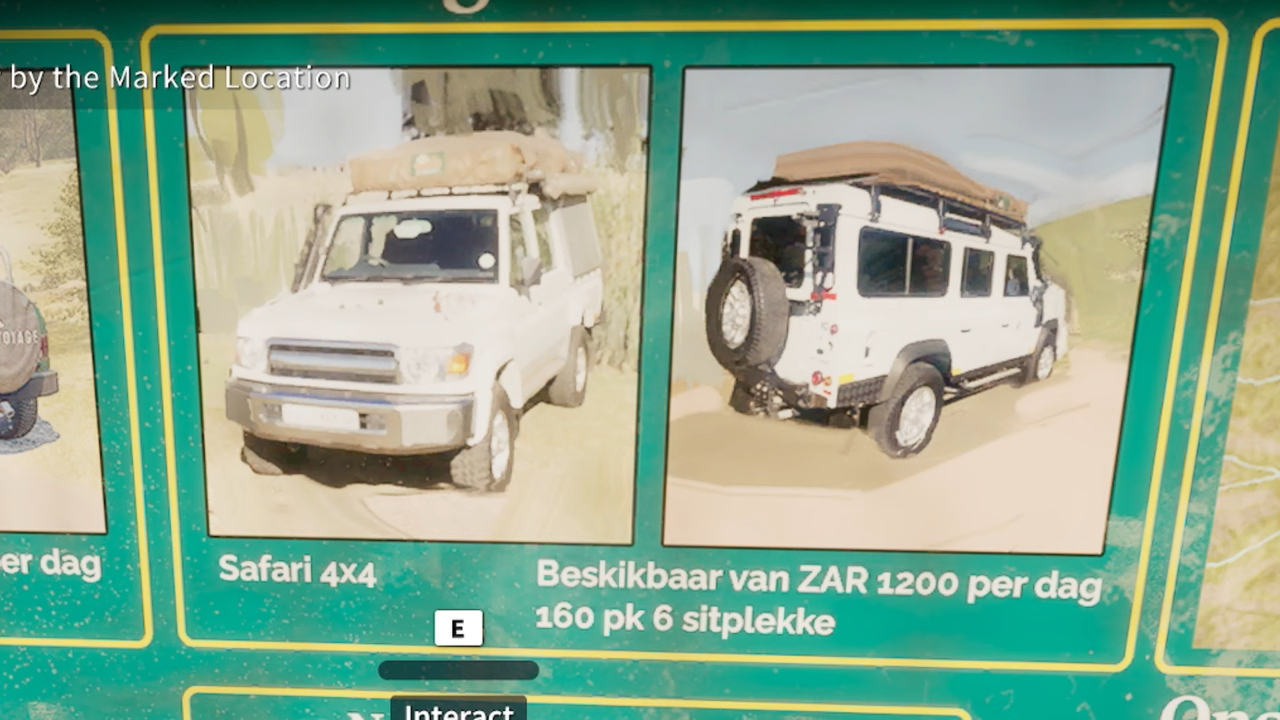 by the Marked Location
TOYAGE
er dag
Safari 4x4
Beskikbaar van ZAR 1200 per dag
160 pk 6 sitplekke
E
Interact